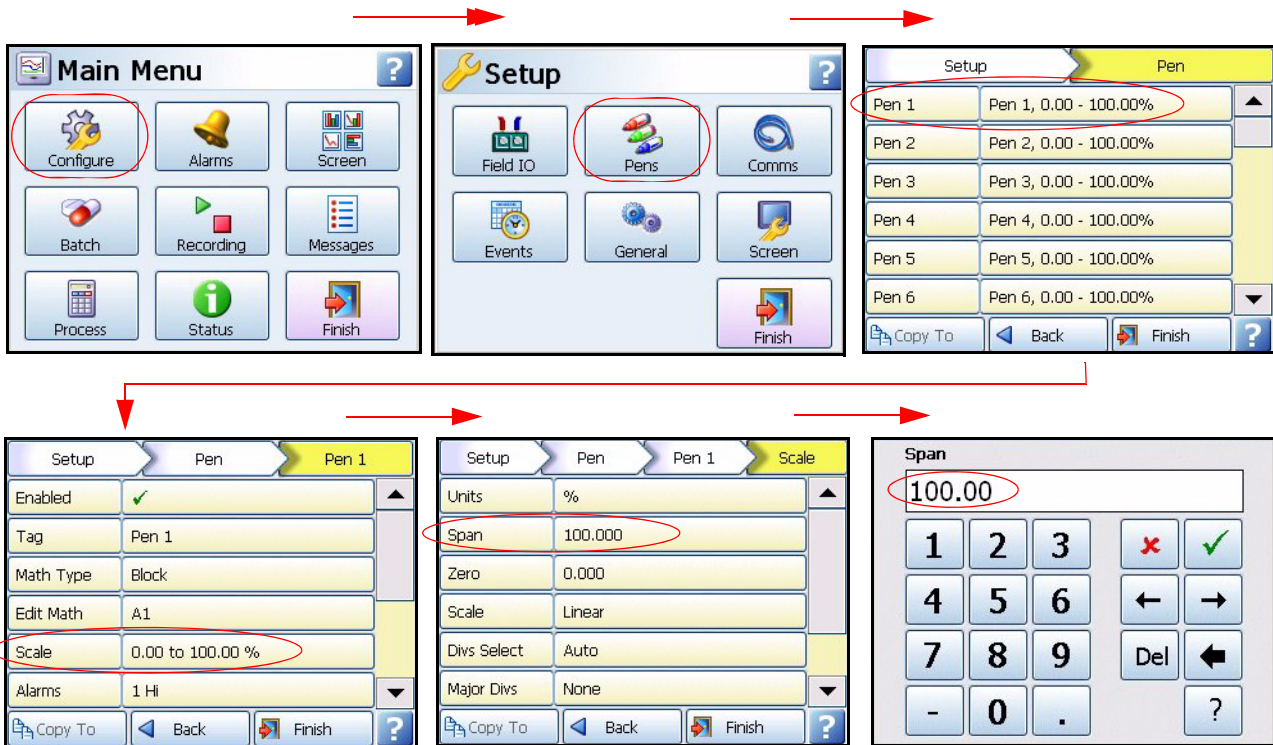 Main Menu ?
Configure Alarms Screen
Batch Recording Messages
Process Status Finish
Setup ?
Field IO Pens Comms
Events General Screen
Finish
Setup Pen
Pen 1 Pen 1, 0.00 - 100.00%
Pen 2 Pen 2, 0.00 - 100.00%
Pen 3 Pen 3, 0.00 - 100.00%
Pen 4 Pen 4, 0.00 - 100.00%
Pen 5 Pen 5, 0.00 - 100.00%
Pen 6 Pen 6, 0.00 - 100.00%
Copy To Back Finish ?
Setup Pen Pen 1
Enabled ✓
Tag Pen 1
Math Type Block
Edit Math A1
Scale 0.00 to 100.00 %
Alarms 1 Hi
Copy To Back Finish ?
Setup Pen Pen 1 Scale
Units %
Span 100.000
Zero 0.000
Scale Linear
Divs Select Auto
Major Divs None
Copy To Back Finish ?
Span
100.00
1 2 3 ✗ ✓
4 5 6 ← →
7 8 9 Del ←
- 0 . ?